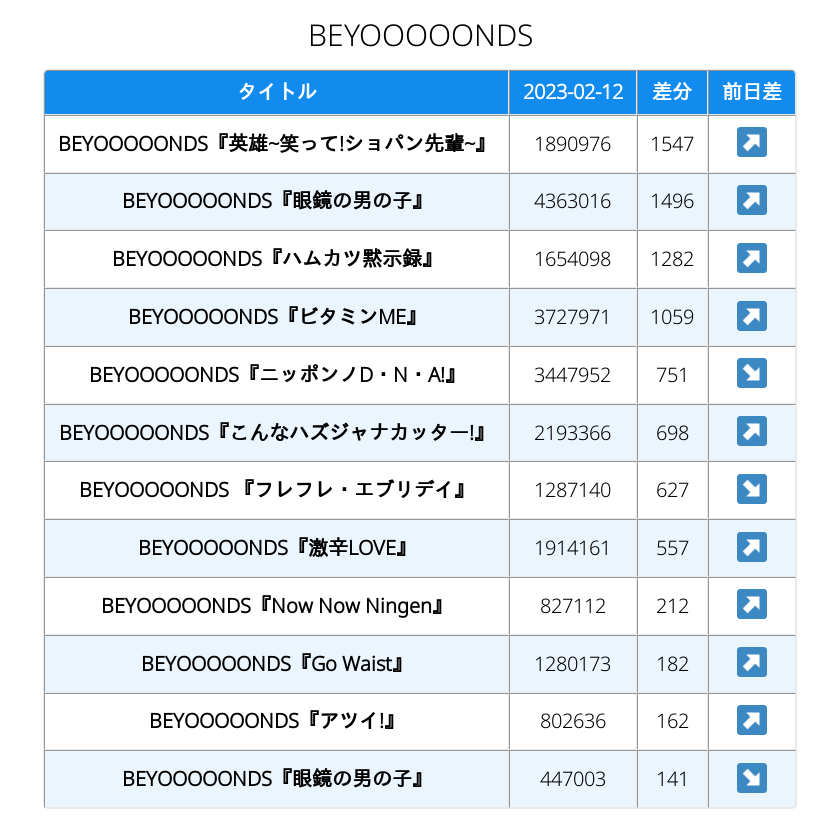 BEYOOOOONDS
タイトル 2023-02-12 差分 前日差
BEYOOOOONDS『英雄~笑って!ショパン先輩~』 1890976 1547 ↗
BEYOOOOONDS『眼鏡の男の子』 4363016 1496 ↗
BEYOOOOONDS『ハムカツ黙示録』 1654098 1282 ↗
BEYOOOOONDS『ビタミンME』 3727971 1059 ↗
BEYOOOOONDS『ニッポンノD・N・A!』 3447952 751 ↘
BEYOOOOONDS『こんなハズジャナカッター!』 2193366 698 ↗
BEYOOOOONDS 『フレフレ・エブリデイ』 1287140 627 ↘
BEYOOOOONDS『激辛LOVE』 1914161 557 ↗
BEYOOOOONDS『Now Now Ningen』 827112 212 ↗
BEYOOOOONDS『Go Waist』 1280173 182 ↗
BEYOOOOONDS『アツイ!』 802636 162 ↗
BEYOOOOONDS『眼鏡の男の子』 447003 141 ↘